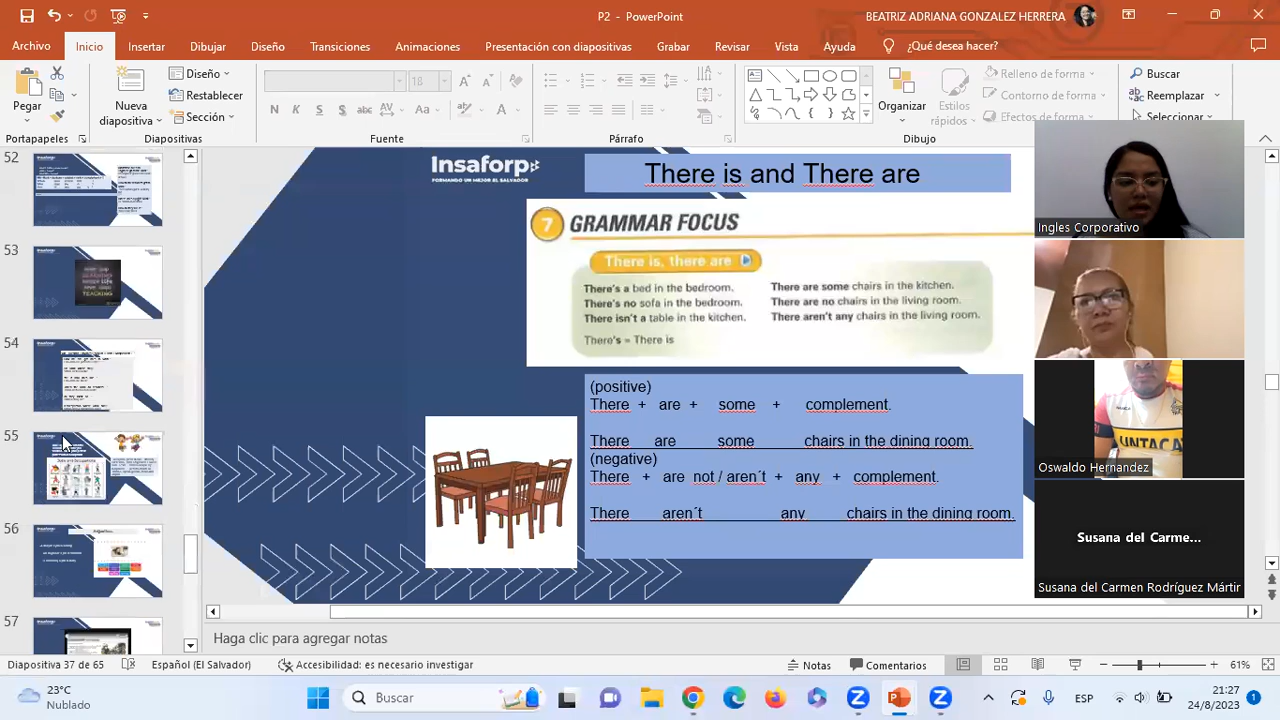 P2 - PowerPoint
BEATRIZ ADRIANA GONZALEZ HERRERA
Archivo Inicio Insertar Dibujar Diseño Transiciones Animaciones Presentación con diapositivas Grabar Revisar Vista Ayuda ¿Qué desea hacer?
Pegar
Portapapeles
Nueva
diapositiva
Diseño
Restablecer
Sección
Diapositivas
18
N K S abc AV Aa A
Fuente
Párrafo
Organizar
Estilos
rápidos
Relleno de forma
Contorno de forma
Efectos de forma
Dibujo
Buscar
Reemplazar
Seleccionar
52
53
54
55
56
57
Insaforp
FORMANDO UN MEJOR EL SALVADOR
There is and There are
7 GRAMMAR FOCUS
There is, there are
There's a bed in the bedroom.
There's no sofa in the bedroom.
There isn't a table in the kitchen.
There's = There is
There are some chairs in the kitchen.
There are no chairs in the living room.
There aren't any chairs in the living room.
(positive)
There + are + some + complement.
There are some chairs in the dining room.
(negative)
There + are not / aren´t + any + complement.
There aren´t any chairs in the dining room.
Ingles Corporativo
UNTACA
Oswaldo Hernandez
Susana del Carme...
Susana del Carmen Rodríguez Mártir
Haga clic para agregar notas
Diapositiva 37 de 65
Español (El Salvador)
Accesibilidad: es necesario investigar
Notas
Comentarios
61%
23°C
Nublado
Buscar
ESP
21:27
24/8/2023